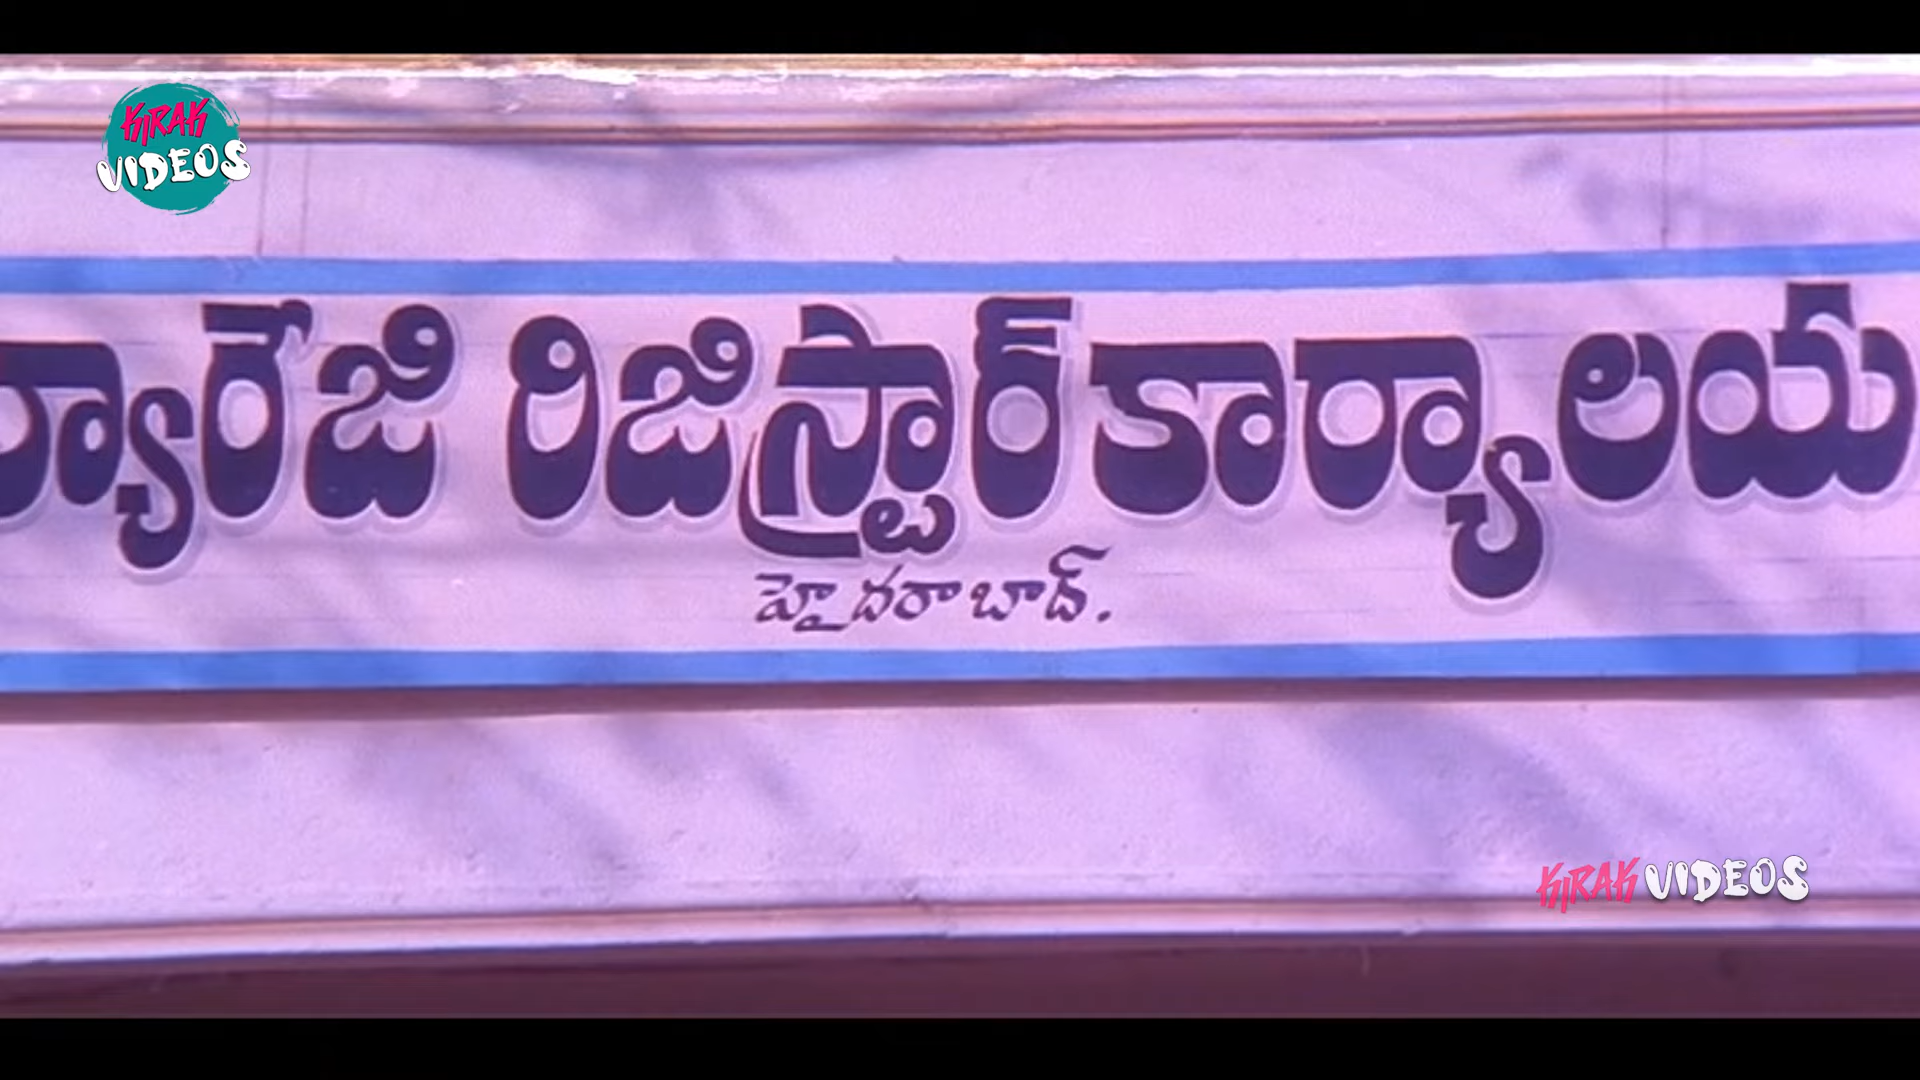 KIRAK
VIDEOS
ర్యారేజి రిజిస్ట్రార్ కార్యాలయ
హైదరాబాద్.
KIRAK VIDEOS